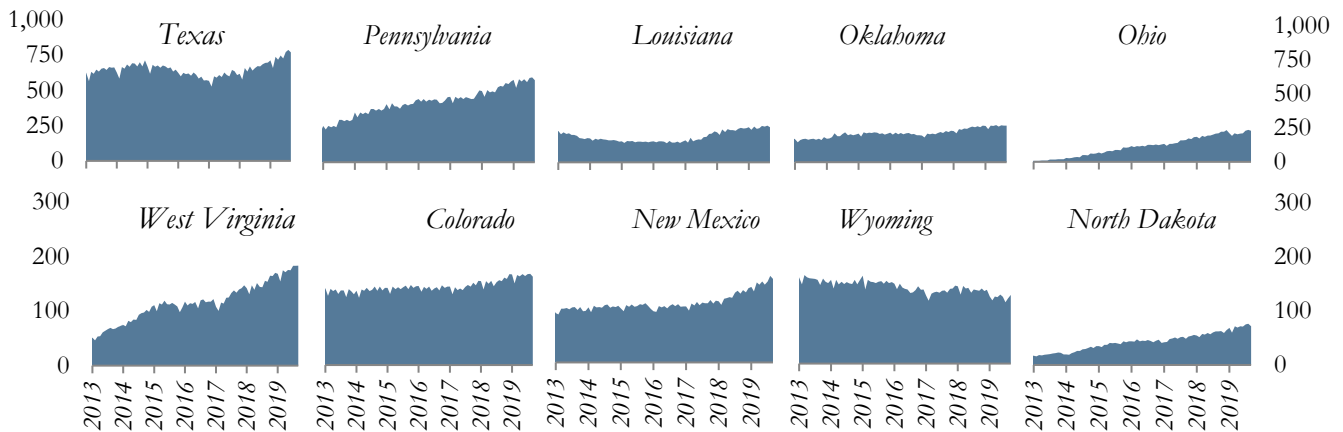 1,000 Texas Pennsylvania Louisiana Oklahoma Ohio 1,000
750 750
500 500
250 250
0 0
300 300
West Virginia Colorado New Mexico Wyoming North Dakota
200 200
100 100
0 0
2013 2014 2015 2016 2017 2018 2019 2013 2014 2015 2016 2017 2018 2019 2013 2014 2015 2016 2017 2018 2019 2013 2014 2015 2016 2017 2018 2019 2013 2014 2015 2016 2017 2018 2019